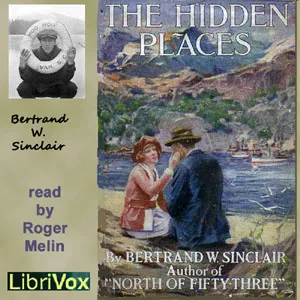 Bertrand
W.
Sinclair
read
by
Roger
Melin
LibriVox
THE HIDDEN
PLACES
By BERTRAND W. SINCLAIR
Author of
"NORTH OF FIFTY-THREE"